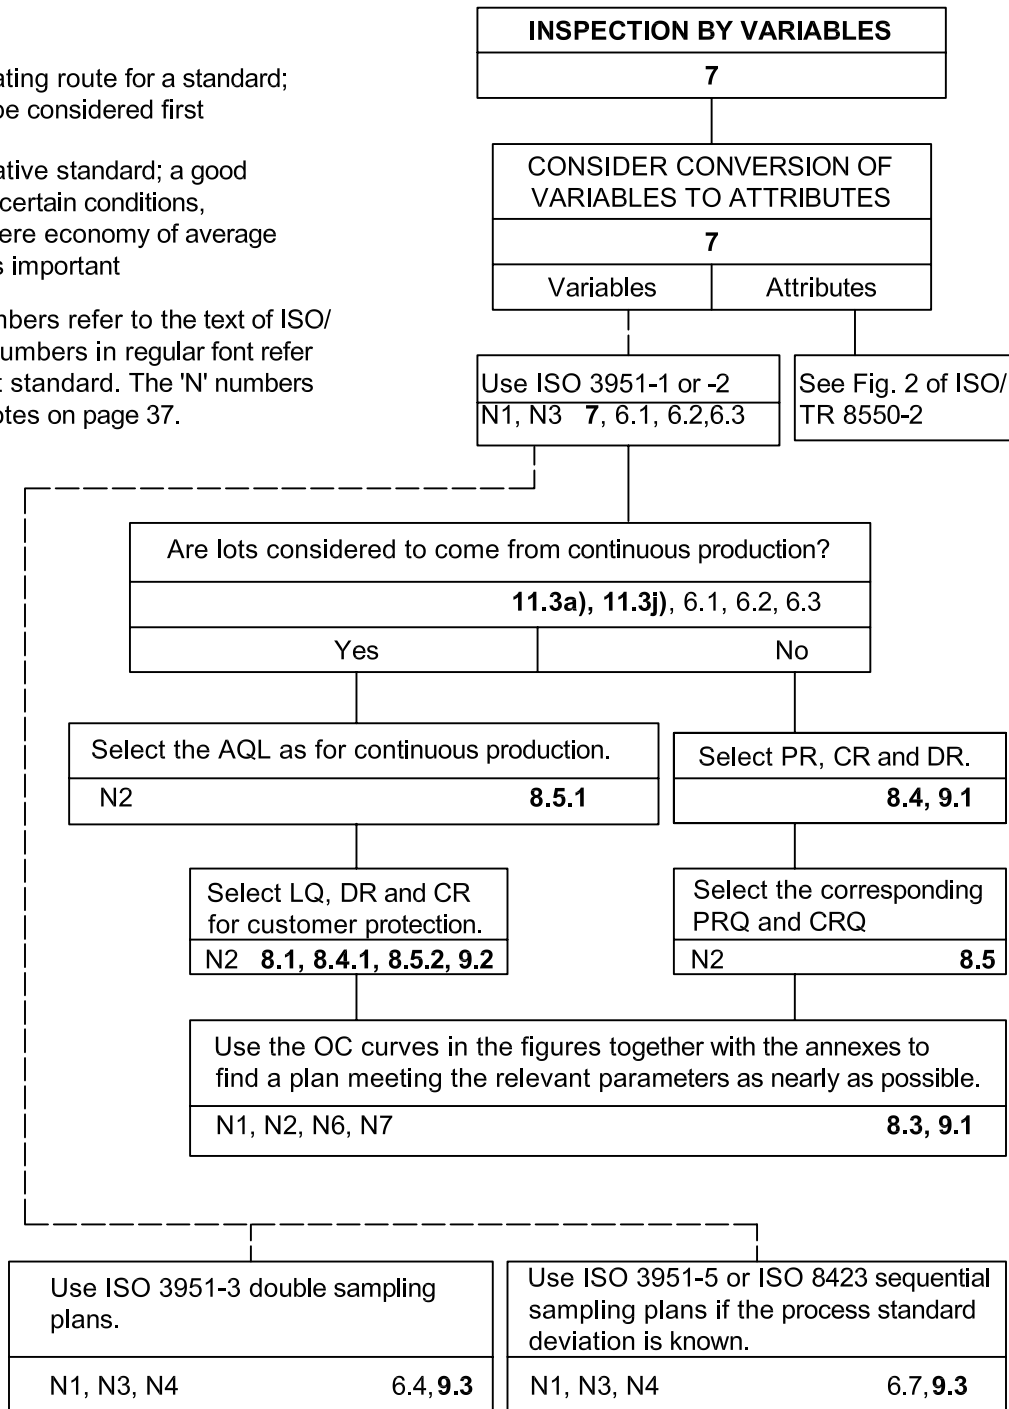 INSPECTION BY VARIABLES
7
ating route for a standard;
be considered first
ative standard; a good
certain conditions,
ere economy of average
s important
mbers refer to the text of ISO/
numbers in regular font refer
t standard. The 'N' numbers
otes on page 37.
CONSIDER CONVERSION OF
VARIABLES TO ATTRIBUTES
7
Variables
Attributes
Use ISO 3951-1 or -2
N1, N3 7, 6.1, 6.2,6.3
See Fig. 2 of ISO/
TR 8550-2
Are lots considered to come from continuous production?
11.3a), 11.3j), 6.1, 6.2, 6.3
Yes
No
Select the AQL as for continuous production.
N2 8.5.1
Select PR, CR and DR.
8.4, 9.1
Select LQ, DR and CR
for customer protection.
N2 8.1, 8.4.1, 8.5.2, 9.2
Select the corresponding
PRQ and CRQ
N2 8.5
Use the OC curves in the figures together with the annexes to
find a plan meeting the relevant parameters as nearly as possible.
N1, N2, N6, N7 8.3, 9.1
Use ISO 3951-3 double sampling
plans.
N1, N3, N4 6.4,9.3
Use ISO 3951-5 or ISO 8423 sequential
sampling plans if the process standard
deviation is known.
N1, N3, N4 6.7,9.3